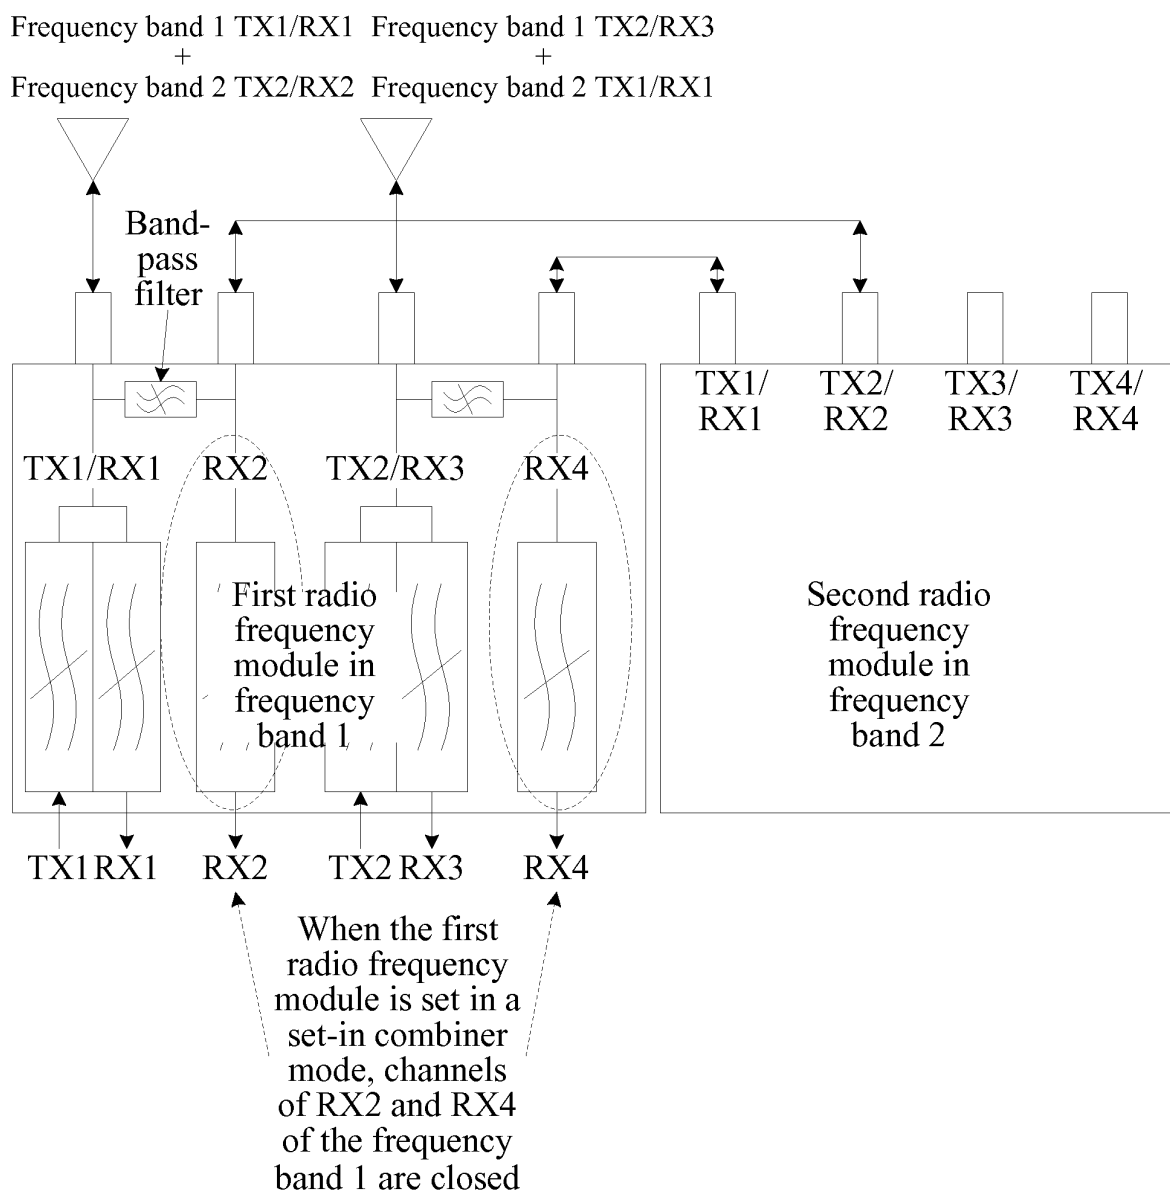 Frequency band 1 TX1/RX1
+
Frequency band 2 TX2/RX2
Frequency band 1 TX2/RX3
+
Frequency band 2 TX1/RX1
Band-
pass
filter
TX1/
RX1
TX2/
RX2
TX3/
RX3
TX4/
RX4
TX1/RX1
RX2
TX2/RX3
RX4
First radio
frequency
module in
frequency
band 1
Second radio
frequency
module in
frequency
band 2
TX1
RX1
RX2
TX2
RX3
RX4
When the first
radio frequency
module is set in a
set-in combiner
mode, channels
of RX2 and RX4
of the frequency
band 1 are closed